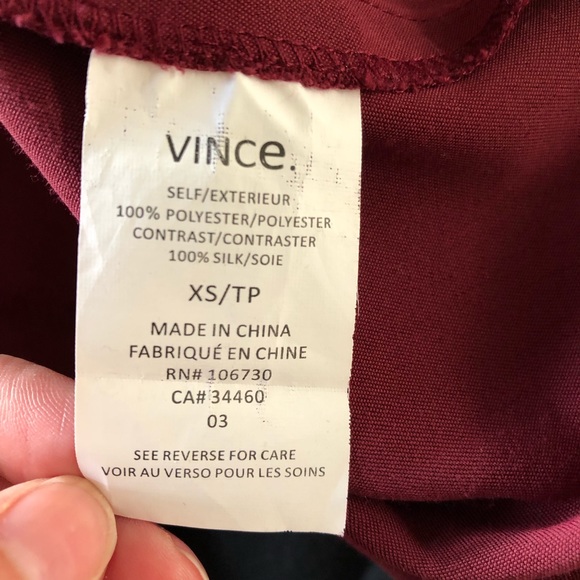 VINCe.
SELF/EXTERIEUR
100% POLYESTER/POLYESTER
CONTRAST/CONTRASTER
100% SILK/SOIE
XS/TP
MADE IN CHINA
FABRIQUÉ EN CHINE
RN# 106730
CA# 34460
03
SEE REVERSE FOR CARE
VOIR AU VERSO POUR LES SOINS